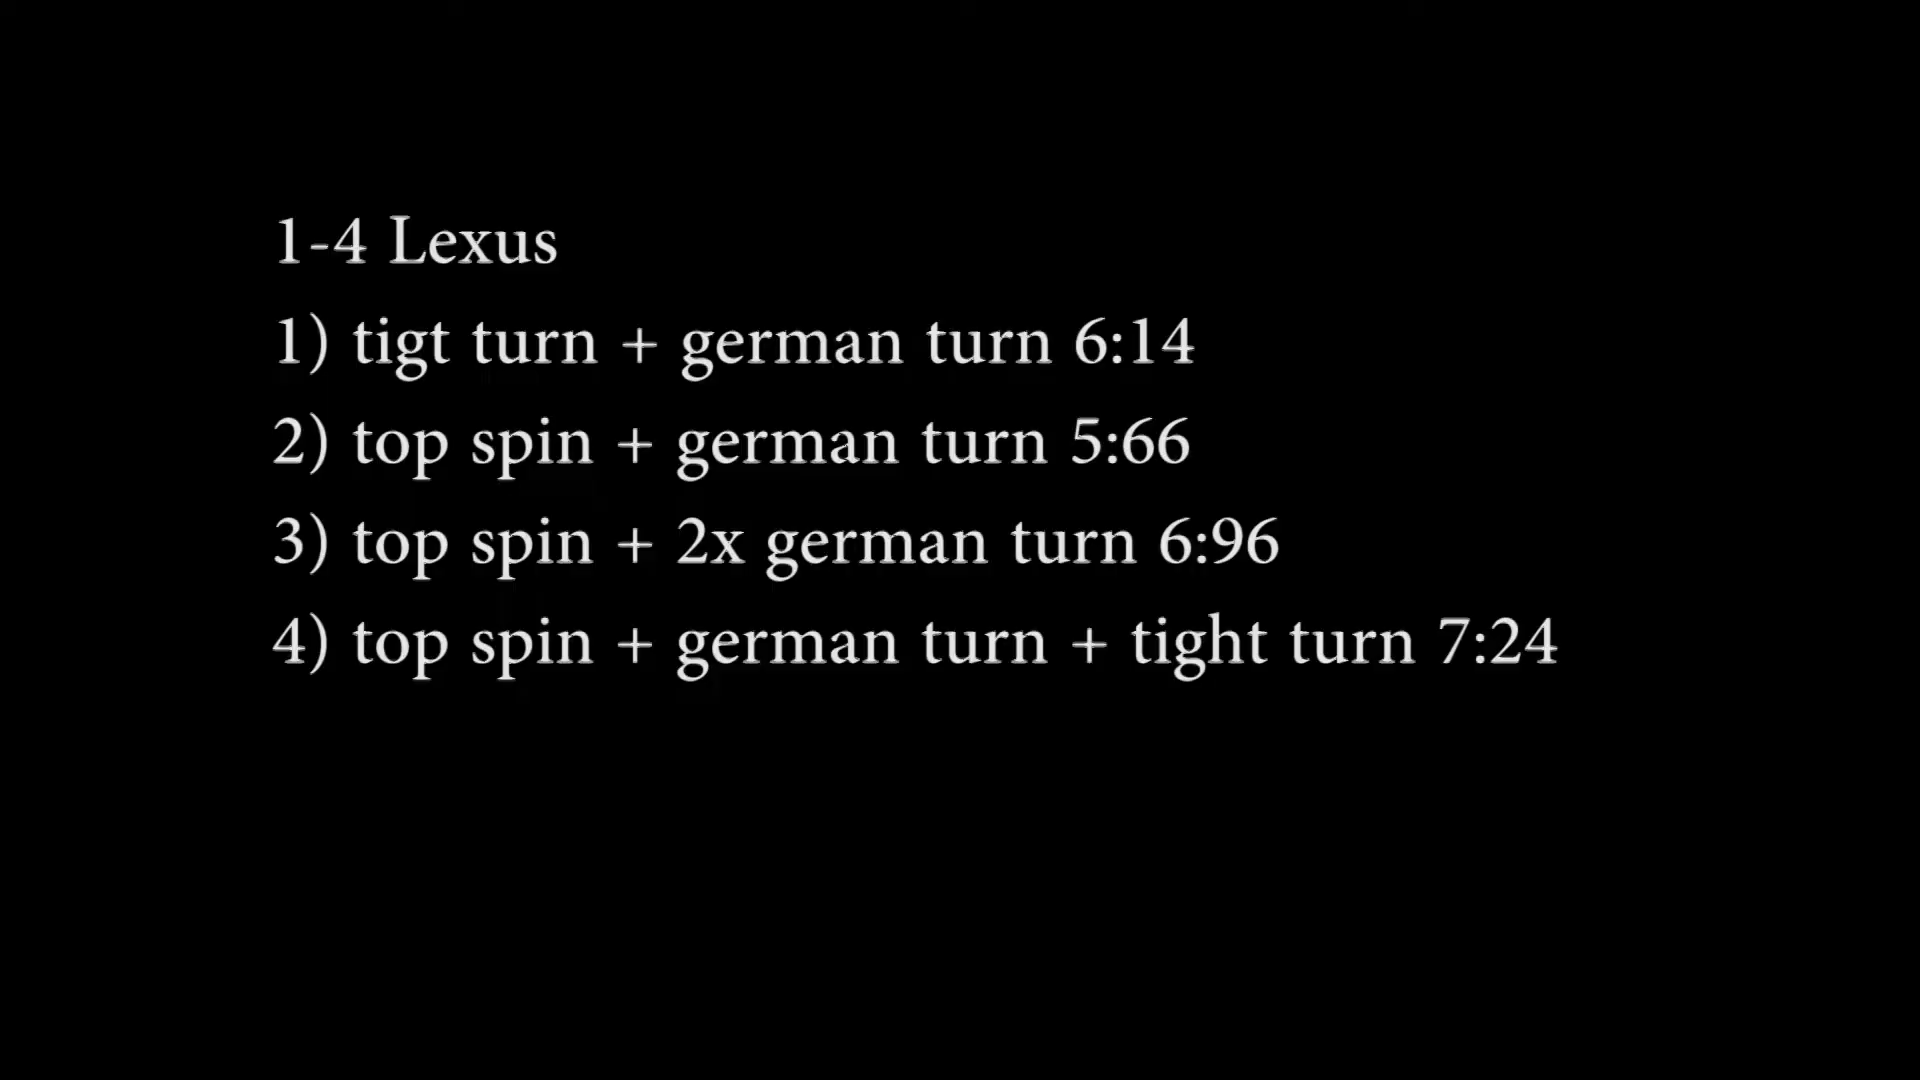 1-4 Lexus
1) tigt turn + german turn 6:14
2) top spin + german turn 5:66
3) top spin + 2x german turn 6:96
4) top spin + german turn + tight turn 7:24